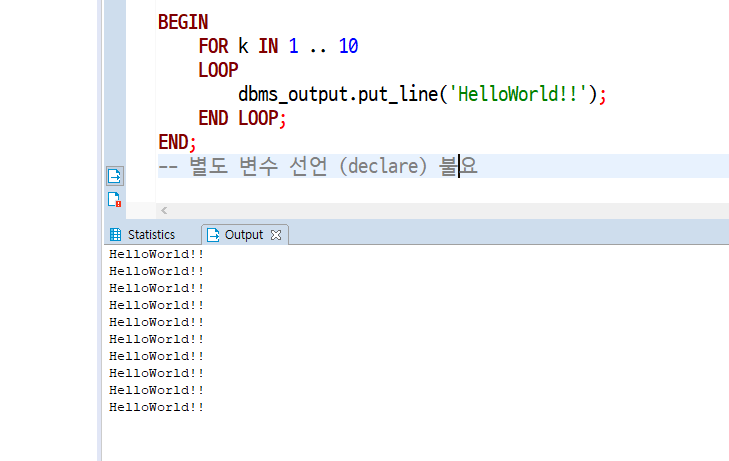 BEGIN
FOR k IN 1 .. 10
LOOP
dbms_output.put_line('HelloWorld!!');
END LOOP;
END;
-- 별도 변수 선언 (declare) 불요
Statistics Output
HelloWorld!!
HelloWorld!!
HelloWorld!!
HelloWorld!!
HelloWorld!!
HelloWorld!!
HelloWorld!!
HelloWorld!!
HelloWorld!!
HelloWorld!!